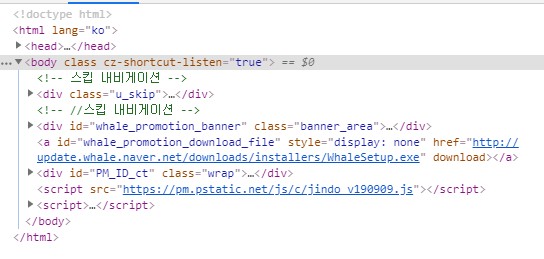 <!doctype html>
<html lang="ko">
▶<head>…</head>
…▼<body class cz-shortcut-listen="true"> == $0
<!-- 스킵 내비게이션 -->
▶<div class="u_skip">…</div>
<!-- //스킵 내비게이션 -->
▶<div id="whale_promotion_banner" class="banner_area">…</div>
<a id="whale_promotion_download_file" style="display: none" href="http://
update.whale.naver.net/downloads/installers/WhaleSetup.exe" download></a>
▶<div id="PM_ID_ct" class="wrap">…</div>
<script src="https://pm.pstatic.net/js/c/jindo_v190909.js"></script>
▶<script>…</script>
</body>
</html>